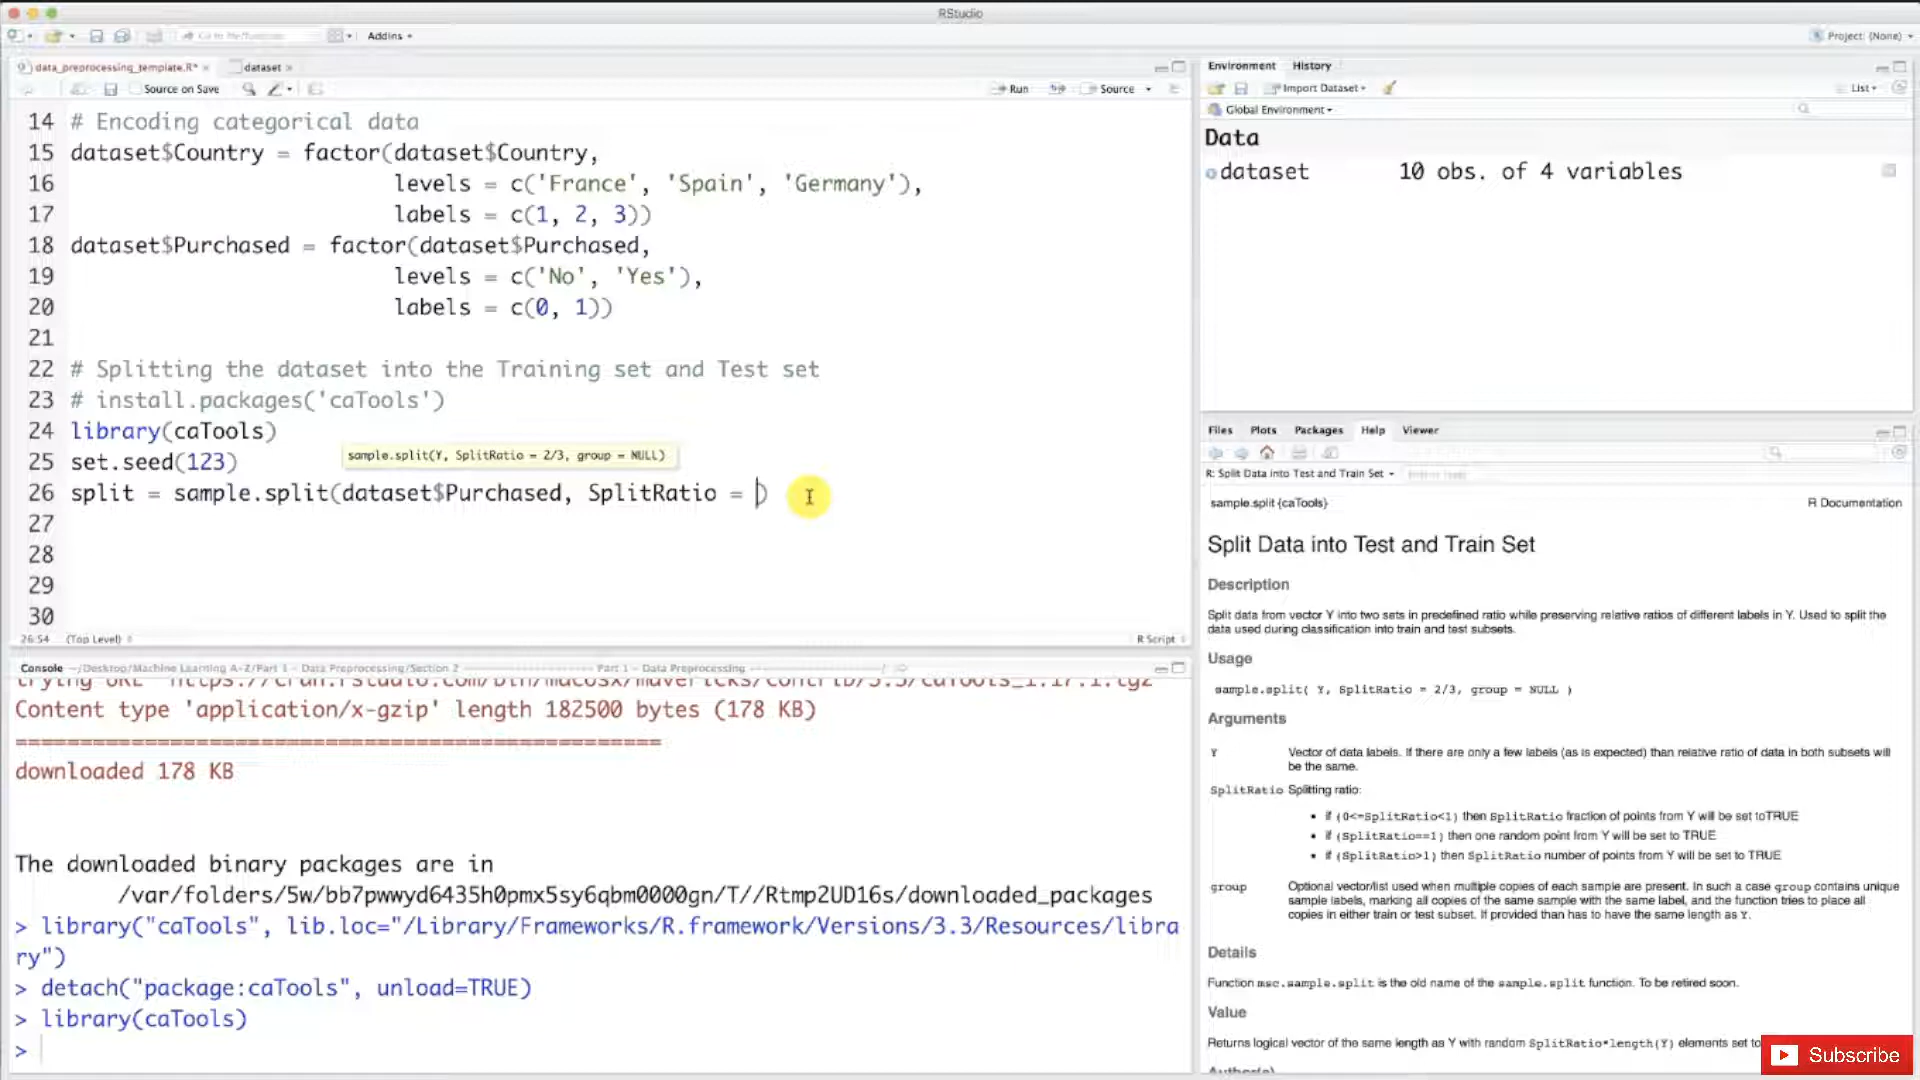 RStudio
Addins
Project: (None)
data_preprocessing_template.R*
dataset
Source on Save
Run
Source
14 # Encoding categorical data
15 dataset$Country = factor(dataset$Country,
16 levels = c('France', 'Spain', 'Germany'),
17 labels = c(1, 2, 3))
18 dataset$Purchased = factor(dataset$Purchased,
19 levels = c('No', 'Yes'),
20 labels = c(0, 1))
21
22 # Splitting the dataset into the Training set and Test set
23 # install.packages('caTools')
24 library(caTools)
sample.split(Y, SplitRatio = 2/3, group = NULL)
25 set.seed(123)
26 split = sample.split(dataset$Purchased, SplitRatio = )
27
28
29
30
26:54 (Top Level)
R Script
Console ~/Desktop/Machine Learning A-Z/Part 1 - Data Preprocessing/Section 2
Part 1 - Data Preprocessing
Content type 'application/x-gzip' length 182500 bytes (178 KB)
==================================================
downloaded 178 KB
The downloaded binary packages are in
/var/folders/5w/bb7pwwyd6435h0pmx5sy6qbm0000gn/T//Rtmp2UD16s/downloaded_packages
> library("caTools", lib.loc="/Library/Frameworks/R.framework/Versions/3.3/Resources/libra
ry")
> detach("package:caTools", unload=TRUE)
> library(caTools)
>
Environment History
Import Dataset
List
Global Environment
Data
dataset 10 obs. of 4 variables
Files Plots Packages Help Viewer
R: Split Data into Test and Train Set
sample.split {caTools}
R Documentation
Split Data into Test and Train Set
Description
Split data from vector Y into two sets in predefined ratio while preserving relative ratios of different labels in Y. Used to split the
data used during classification into train and test subsets.
Usage
sample.split( Y, SplitRatio = 2/3, group = NULL )
Arguments
Y Vector of data labels. If there are only a few labels (as is expected) than relative ratio of data in both subsets will
be the same.
SplitRatio Splitting ratio:
• if (0<=SplitRatio<1) then SplitRatio fraction of points from Y will be set toTRUE
• if (SplitRatio==1) then one random point from Y will be set to TRUE
• if (SplitRatio>1) then SplitRatio number of points from Y will be set to TRUE
group Optional vector/list used when multiple copies of each sample are present. In such a case group contains unique
sample labels, marking all copies of the same sample with the same label, and the function tries to place all
copies in either train or test subset. If provided than has to have the same length as Y.
Details
Function msc.sample.split is the old name of the sample.split function. To be retired soon.
Value
Returns logical vector of the same length as Y with random SplitRatio*length(Y) elements set to
Subscribe